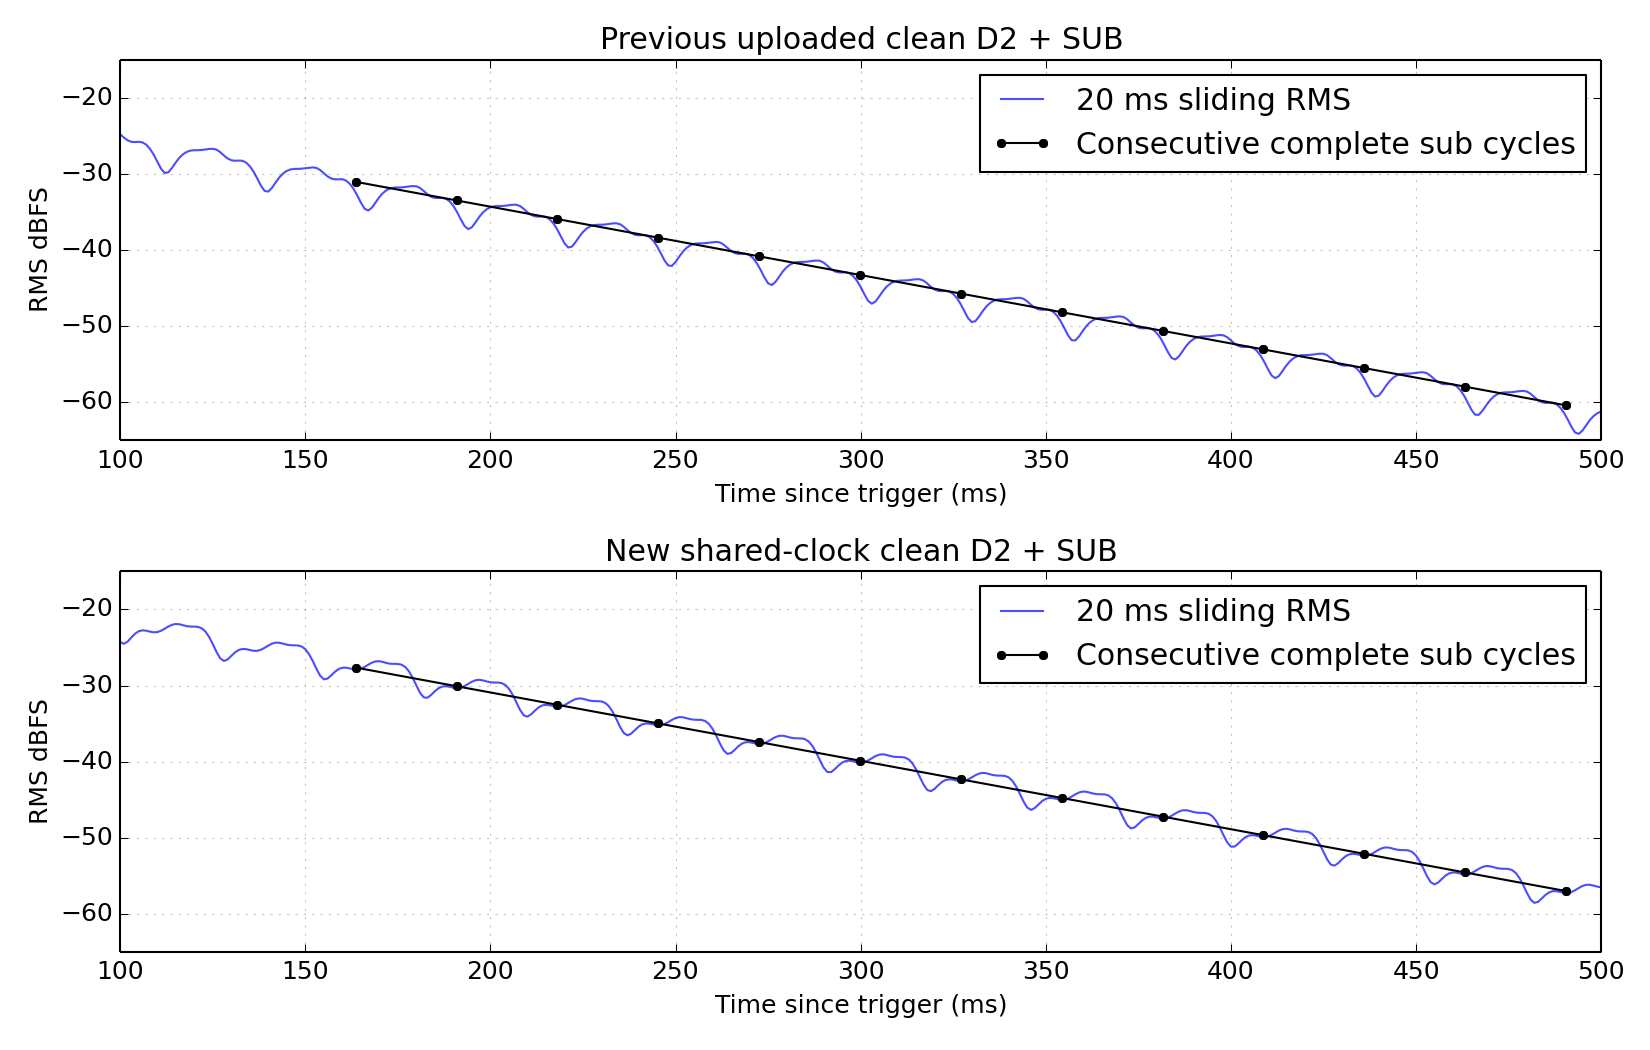 Previous uploaded clean D2 + SUB
20 ms sliding RMS
Consecutive complete sub cycles
RMS dBFS
−20
−30
−40
−50
−60
100 150 200 250 300 350 400 450 500
Time since trigger (ms)
New shared-clock clean D2 + SUB
20 ms sliding RMS
Consecutive complete sub cycles
RMS dBFS
−20
−30
−40
−50
−60
100 150 200 250 300 350 400 450 500
Time since trigger (ms)